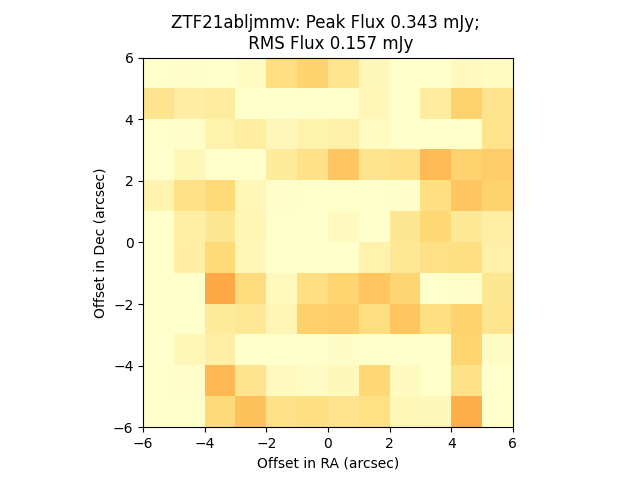 ZTF21abljmmv: Peak Flux 0.343 mJy;
RMS Flux 0.157 mJy
6
4
2
0
−2
−4
−6
Offset in Dec (arcsec)
−6 −4 −2 0 2 4 6
Offset in RA (arcsec)